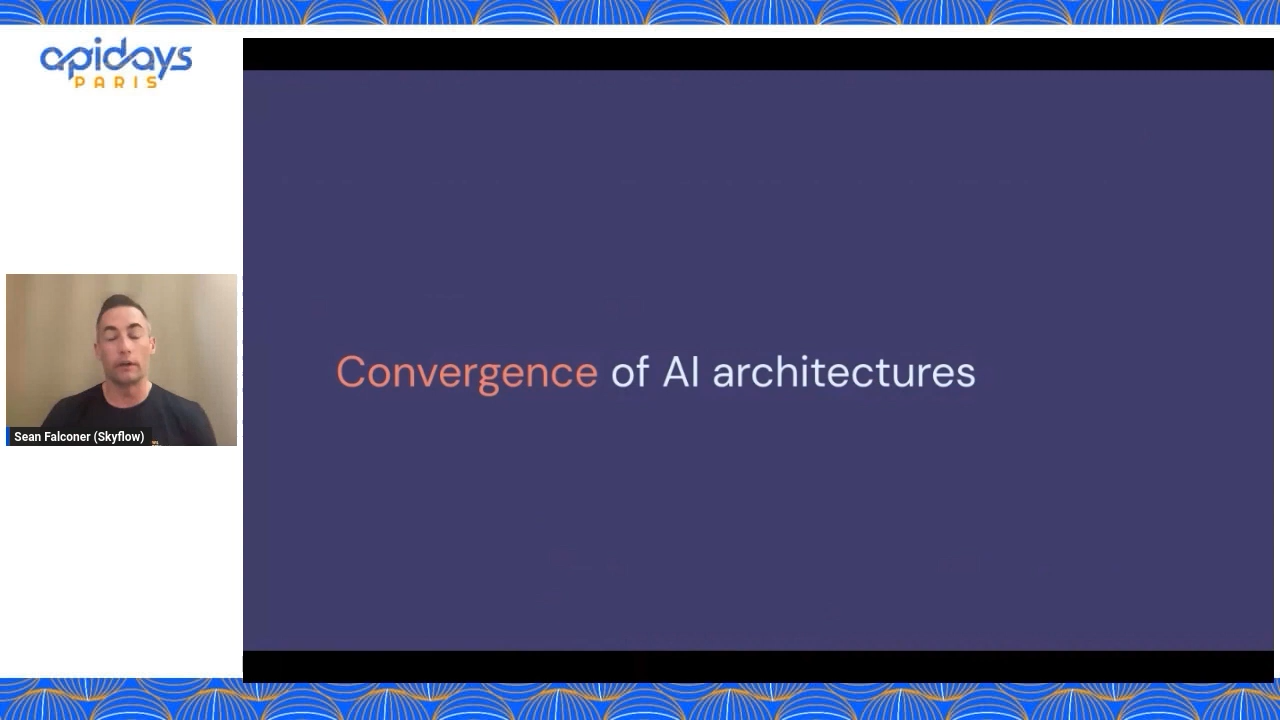 apidays
PARIS
Convergence of AI architectures
Sean Falconer (Skyflow)